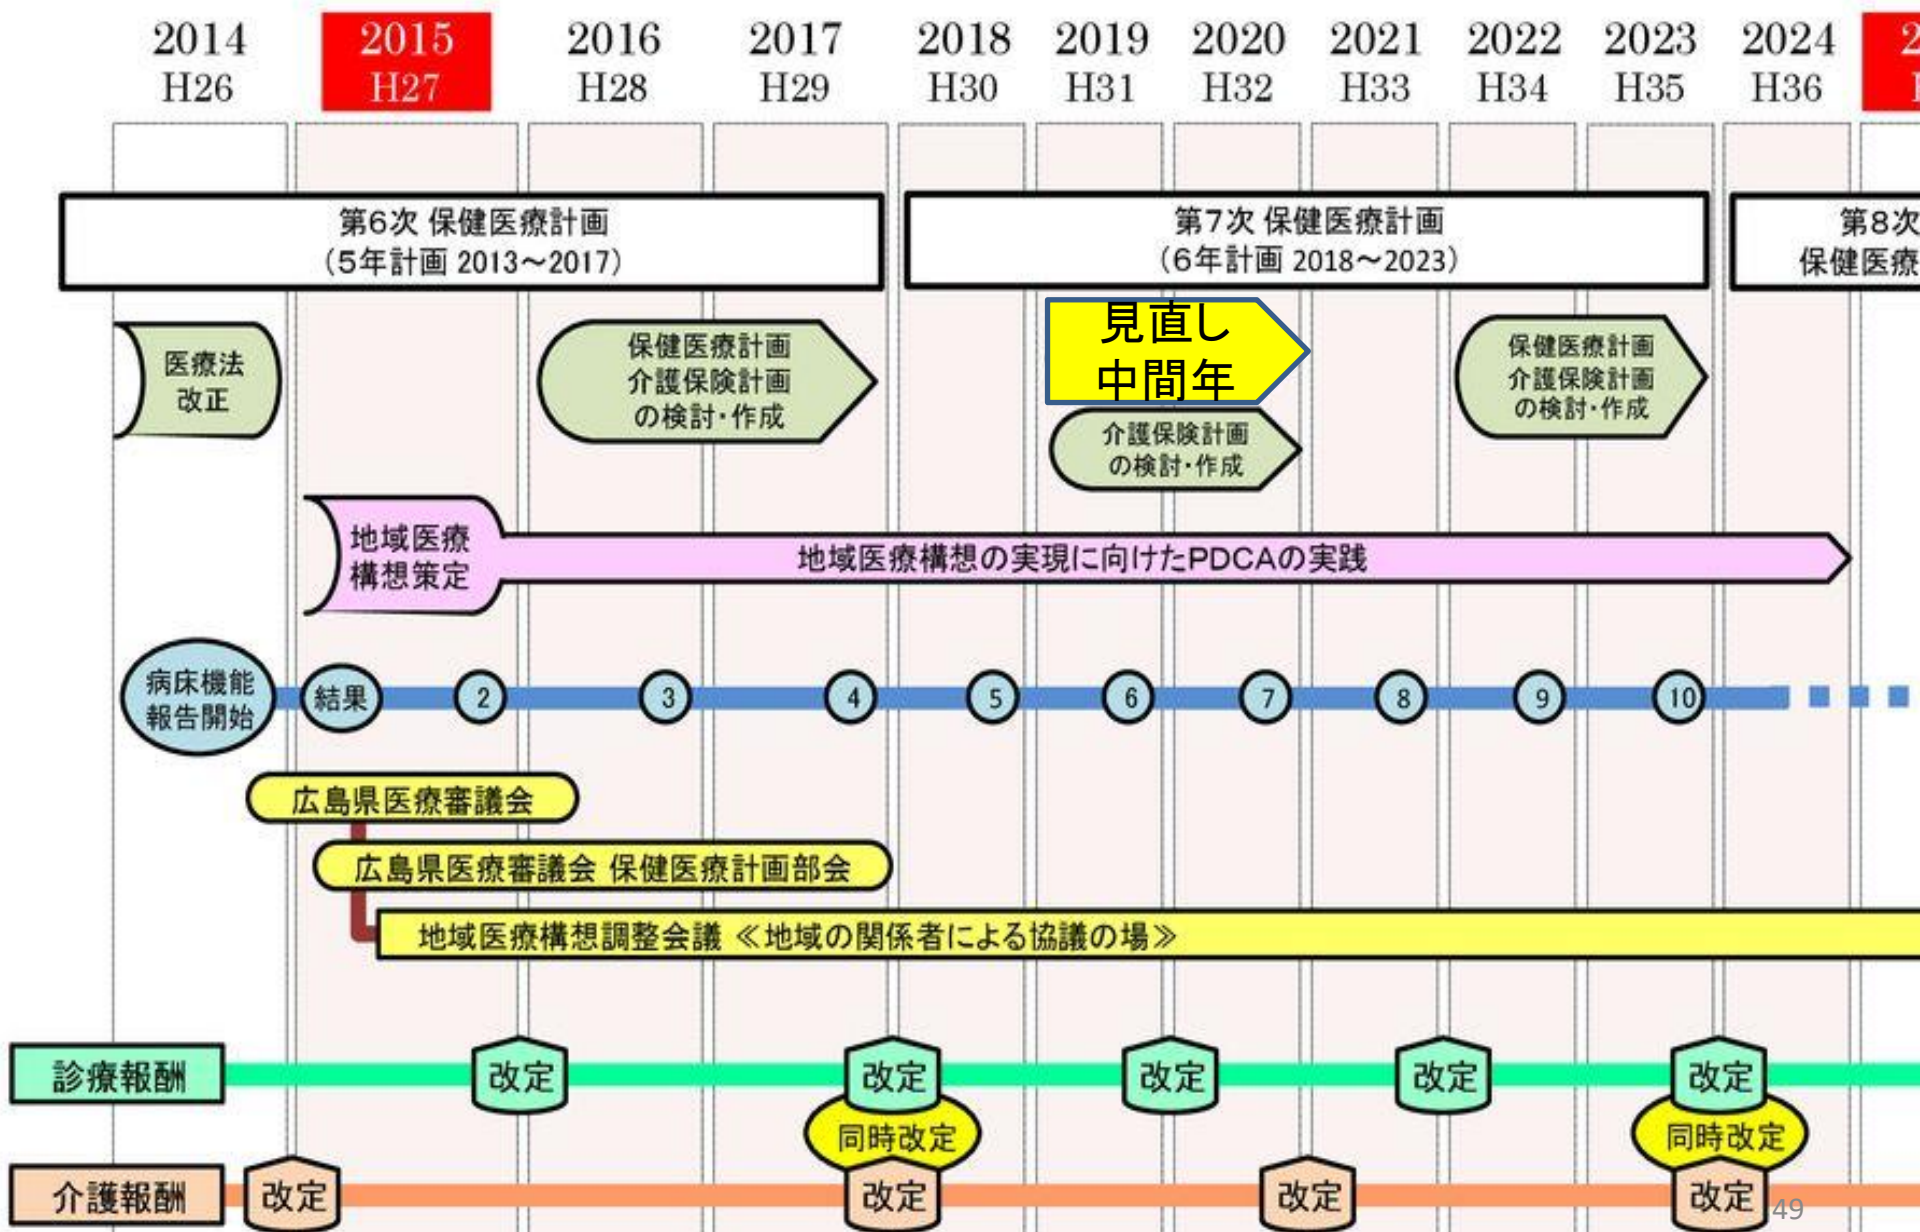 2014 2015 2016 2017 2018 2019 2020 2021 2022 2023 2024
H26 H27 H28 H29 H30 H31 H32 H33 H34 H35 H36
第6次 保健医療計画
（5年計画 2013～2017）
第7次 保健医療計画
（6年計画 2018～2023）
第8次
保健医療
医療法
改正
保健医療計画
介護保険計画
の検討・作成
見直し
中間年
介護保険計画
の検討・作成
保健医療計画
介護保険計画
の検討・作成
地域医療
構想策定
地域医療構想の実現に向けたPDCAの実践
病床機能
報告開始
結果 2 3 4 5 6 7 8 9 10
広島県医療審議会
広島県医療審議会 保健医療計画部会
地域医療構想調整会議 ≪地域の関係者による協議の場≫
診療報酬 改定 改定 改定 改定 改定
同時改定 同時改定
介護報酬 改定 改定 改定 改定
49